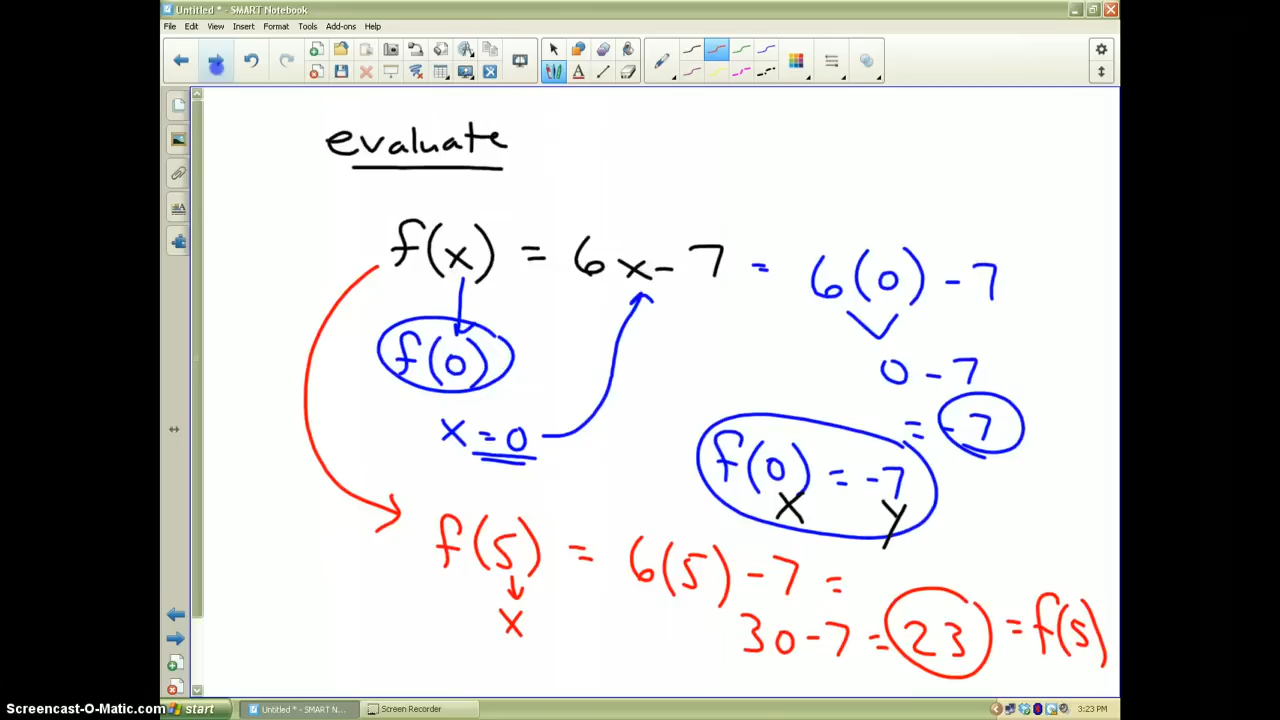 Untitled * - SMART Notebook
File Edit View Insert Format Tools Add-ons Help
evaluate
f(x) = 6x-7 = 6(0)-7
f(0)
0-7
x=0
= -7
f(0) = -7
x y
f(5) = 6(5)-7 =
x
30-7=23 = f(5)
Screencast-O-Matic.com
start
Untitled * - SMART N...
Screen Recorder
3:23 PM